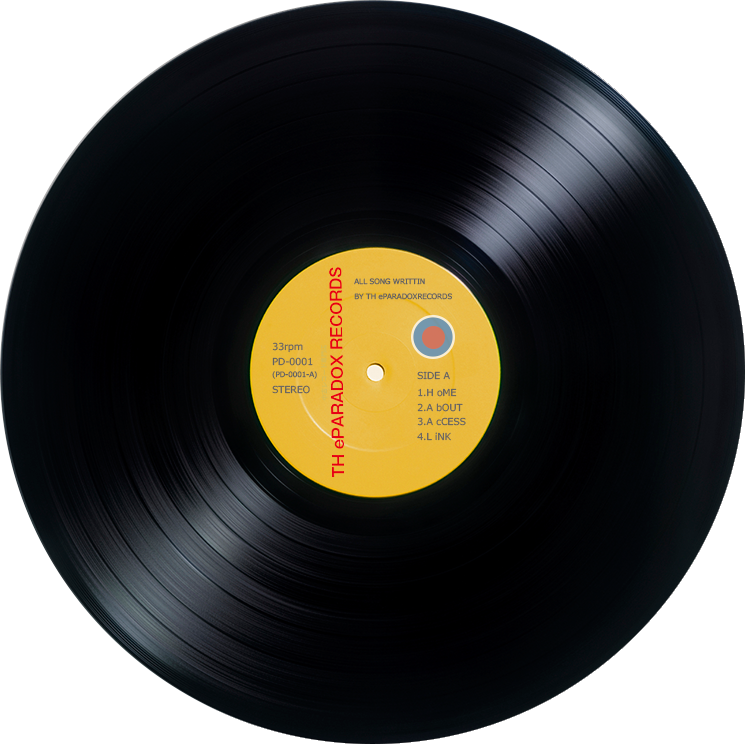 TH ePARADOX RECORDS
ALL SONG WRITTIN
BY TH ePARADOXRECORDS
33rpm
PD-0001
(PD-0001-A)
STEREO
SIDE A
1.H oME
2.A bOUT
3.A cCESS
4.L iNK